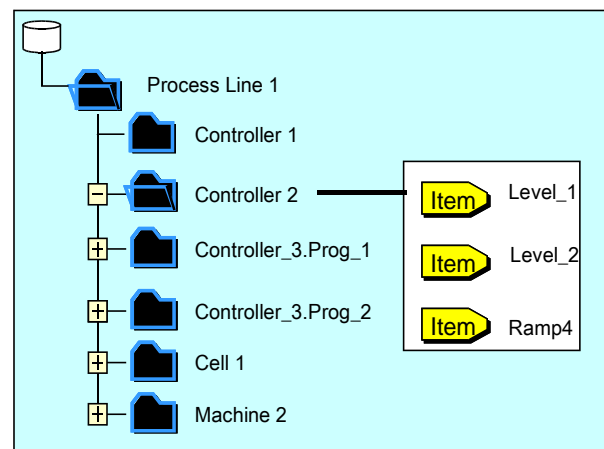 Process Line 1
Controller 1
Controller 2
Controller_3.Prog_1
Controller_3.Prog_2
Cell 1
Machine 2
Item Level_1
Item Level_2
Item Ramp4